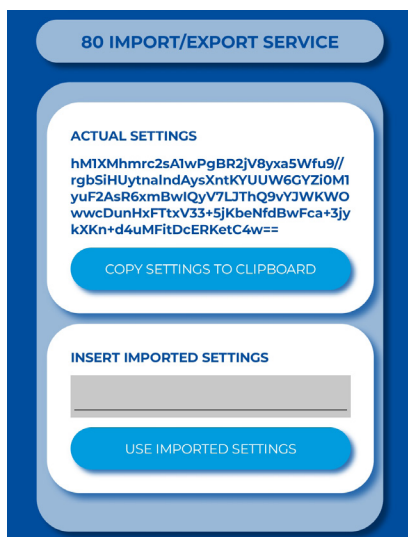 80 IMPORT/EXPORT SERVICE
ACTUAL SETTINGS
hM1XMhmrc2sA1wPgBR2jV8yxa5Wfu9//
rgbSiHUytnalndAysXntKYUUW6GYZi0M1
yuF2AsR6xmBwIQyV7LJThQ9vYJWKWO
wwcDunHxFTtxV33+5jKbeNfdBwFca+3jy
kXKn+d4uMFitDcERKetC4w==
COPY SETTINGS TO CLIPBOARD
INSERT IMPORTED SETTINGS
USE IMPORTED SETTINGS